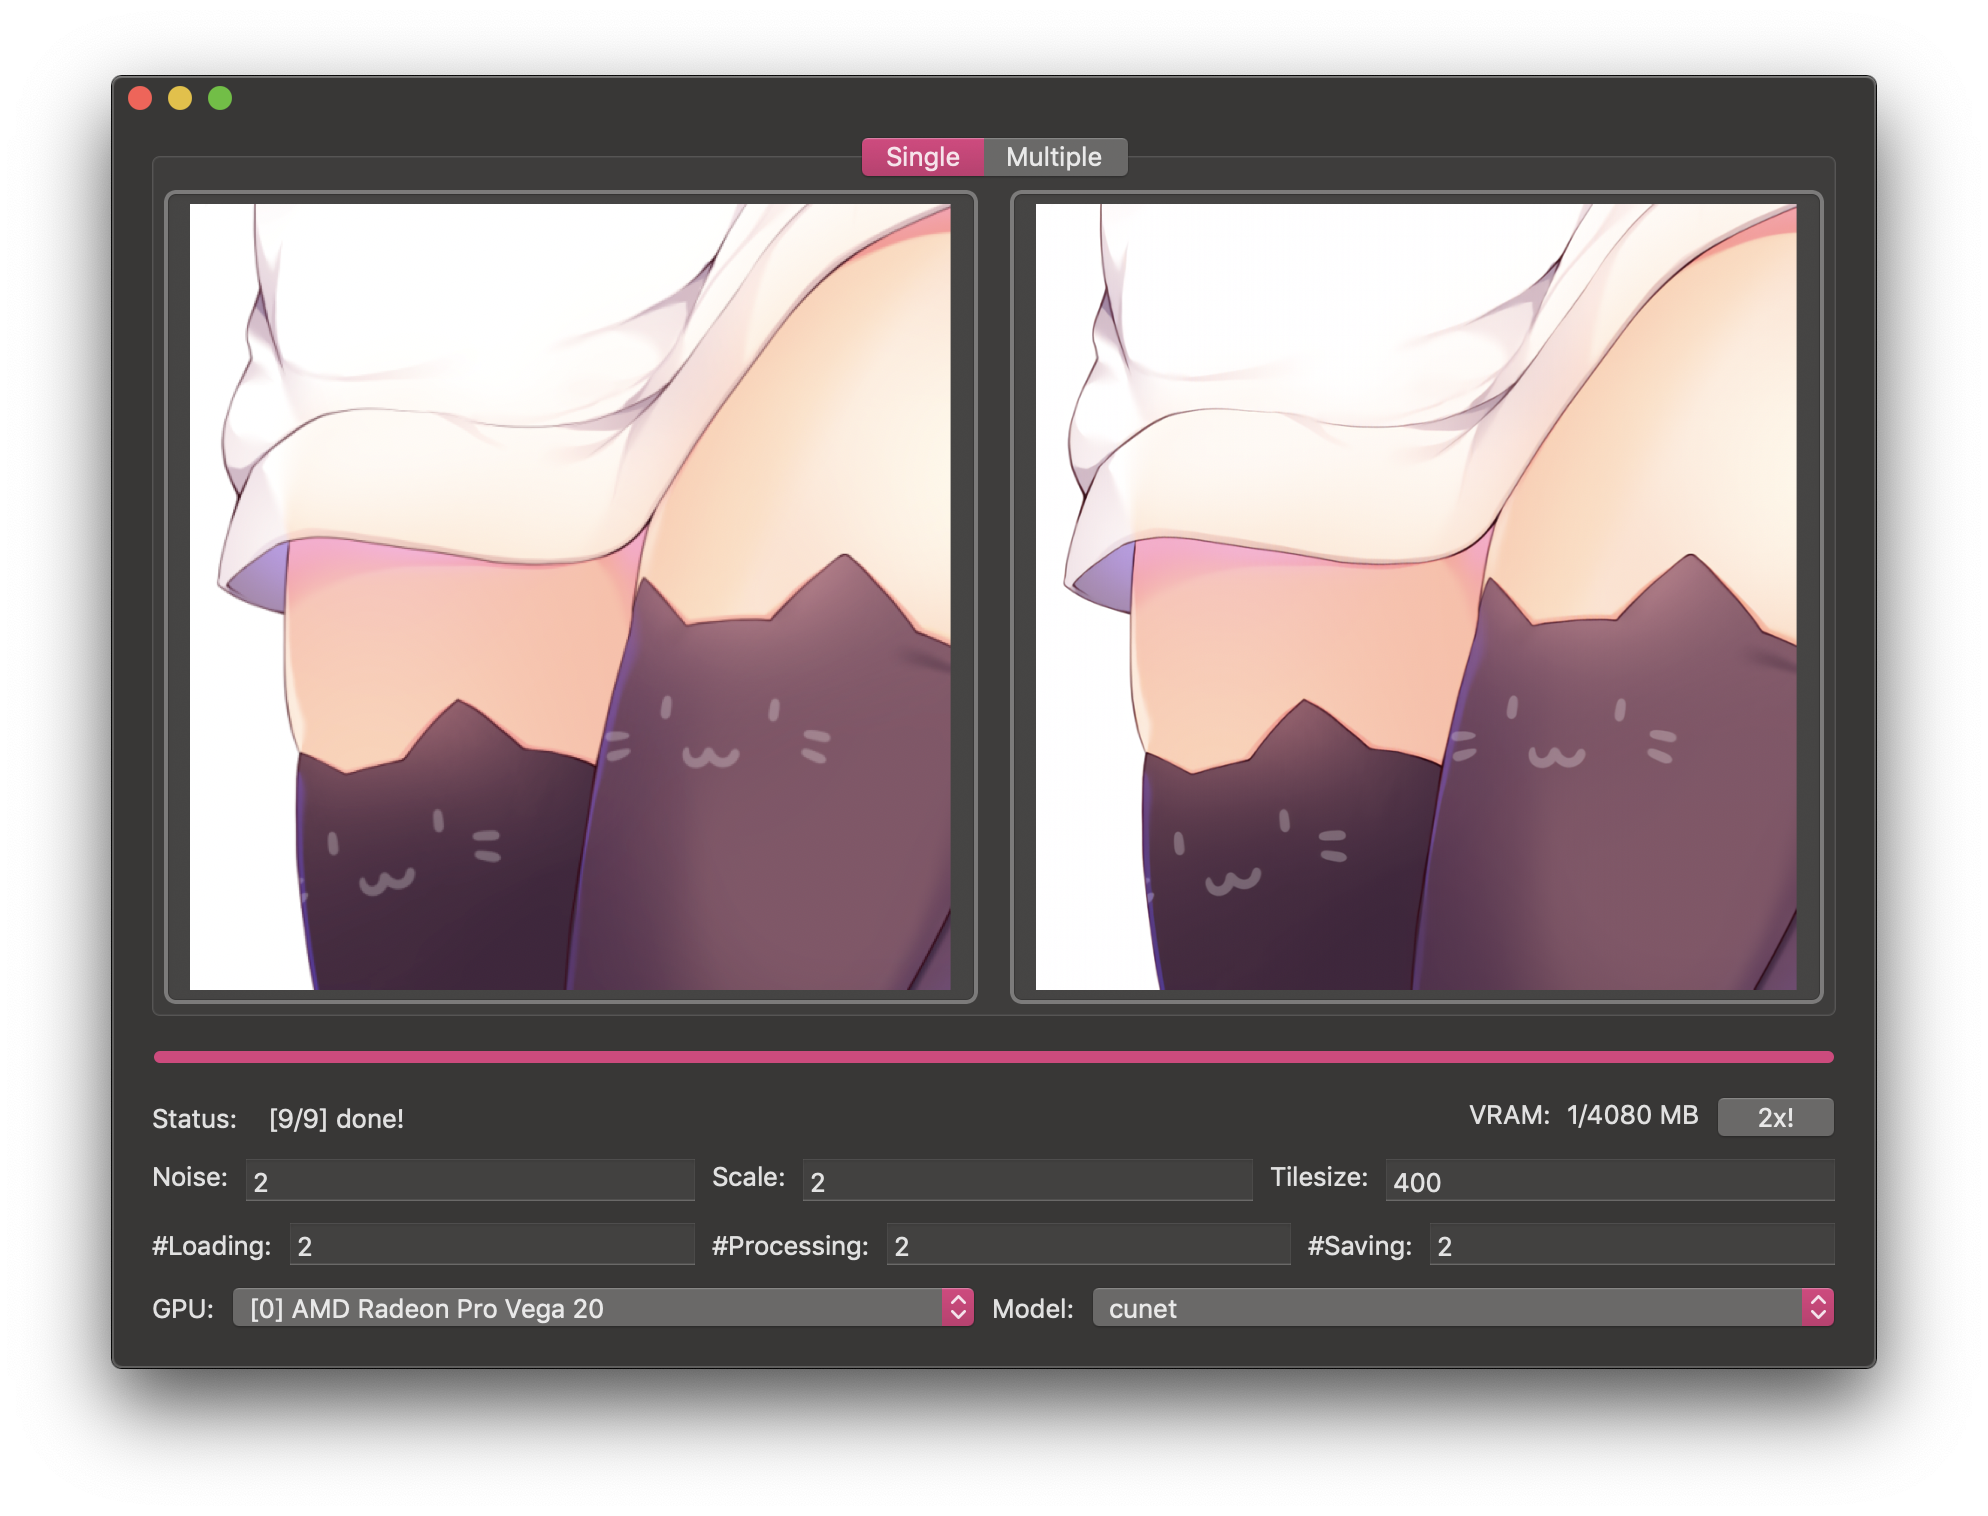 Single Multiple
Status: [9/9] done! VRAM: 1/4080 MB 2x!
Noise: 2 Scale: 2 Tilesize: 400
#Loading: 2 #Processing: 2 #Saving: 2
GPU: [0] AMD Radeon Pro Vega 20 Model: cunet